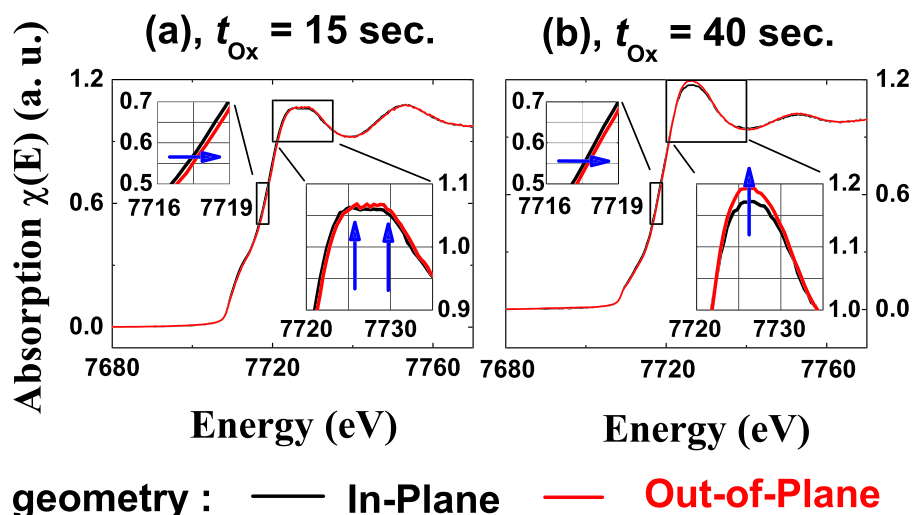 (a), tOx = 15 sec.
(b), tOx = 40 sec.
Absorption χ(E) (a. u.)
1.2
0.6
0.0
0.7
0.6
0.5
7716 7719
1.1
1.0
0.9
7720 7730
7680 7720 7760
Energy (eV)
0.7
0.6
0.5
7716 7719
1.2
1.1
1.0
7720 7730
1.2
0.6
0.0
7680 7720 7760
Energy (eV)
geometry : In-Plane Out-of-Plane